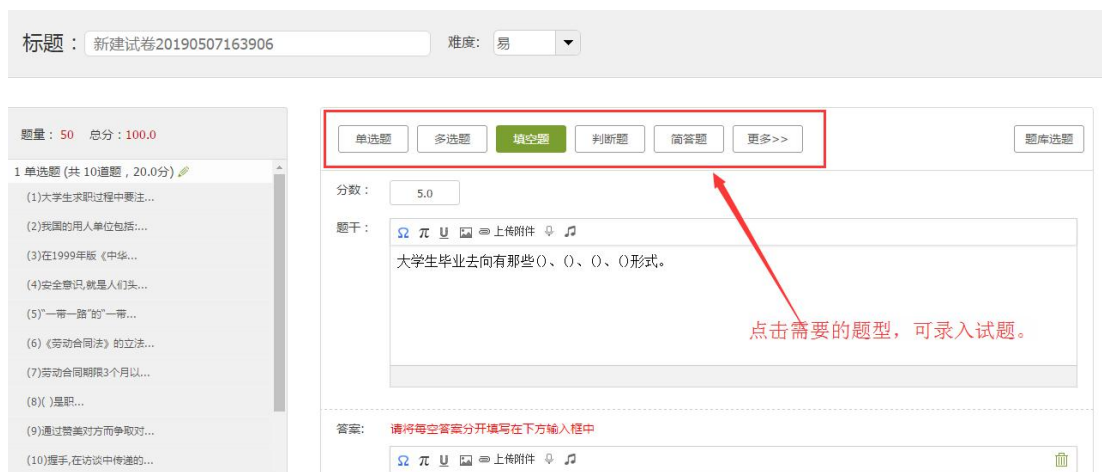 标题： 新建试卷20190507163906 难度: 易
题量： 50 总分：100.0
单选题 多选题 填空题 判断题 简答题 更多>> 题库选题
1 单选题 (共 10道题，20.0分)
(1)大学生求职过程中要注...
(2)我国的用人单位包括:...
(3)在1999年版《中华...
(4)安全意识,就是人们头...
(5)"一带一路"的"一带...
(6)《劳动合同法》的立法...
(7)劳动合同期限3个月以...
(8)( )是职...
(9)通过赞美对方而争取对...
(10)握手,在访谈中传递的...
分数： 5.0
题干： Ω π U 上传附件
大学生毕业去向有那些()、()、()、()形式。
点击需要的题型，可录入试题。
答案: 请将每空答案分开填写在下方输入框中
Ω π U 上传附件